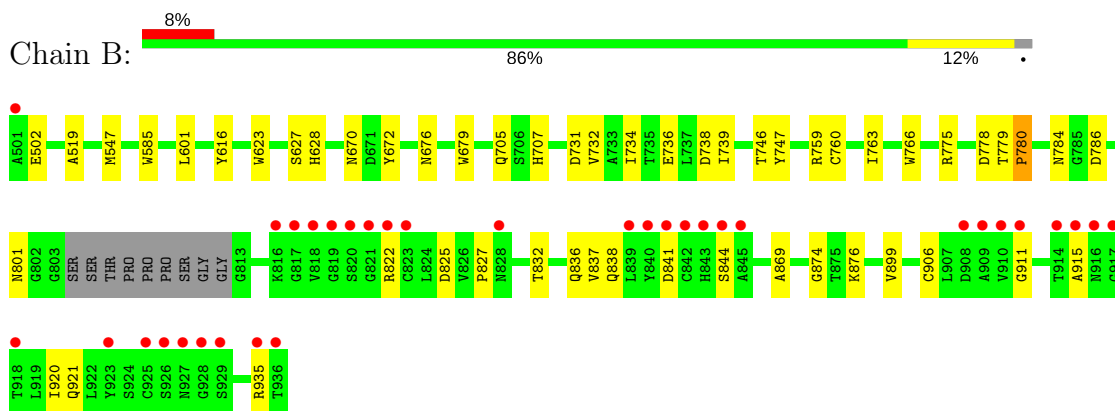 8%
Chain B:
86% 12% •
A501 E502 A519 M547 W585 L601 Y616 W623 S627 H628 N670 D671 Y672 N676 W679 Q705 S706 H707 D731 V732 A733 I734 T735 E736 L737 D738 I739 T746 Y747 R759 C760 I763 W766 R775 D778 T779 P780 N784 G785 D786
N801 G802 G803 SER SER THR PRO PRO PRO SER GLY GLY G813 K816 G817 V818 G819 S820 G821 R822 C823 L824 D825 V826 P827 N828 T832 Q836 V837 Q838 L839 Y840 D841 C842 H843 S844 A845 A869 G874 T875 K876 V899 C906 L907 D908 A909 V910 G911 T914 A915 N916 G917
T918 L919 I920 Q921 L922 Y923 S924 C925 S926 N927 G928 S929 R935 T936